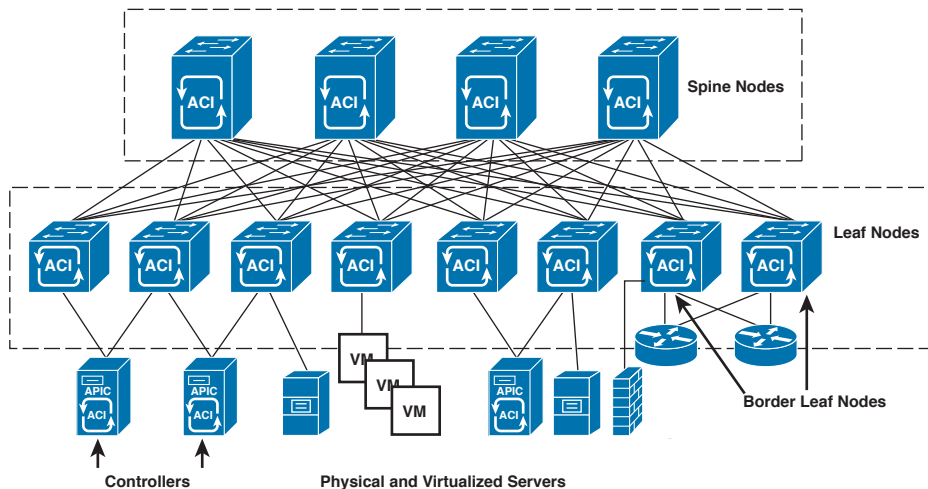 ACI ACI ACI ACI
Spine Nodes
Leaf Nodes
ACI ACI ACI ACI ACI ACI ACI ACI
VM
VM
VM
APIC
ACI
APIC
ACI
APIC
ACI
Border Leaf Nodes
Controllers
Physical and Virtualized Servers